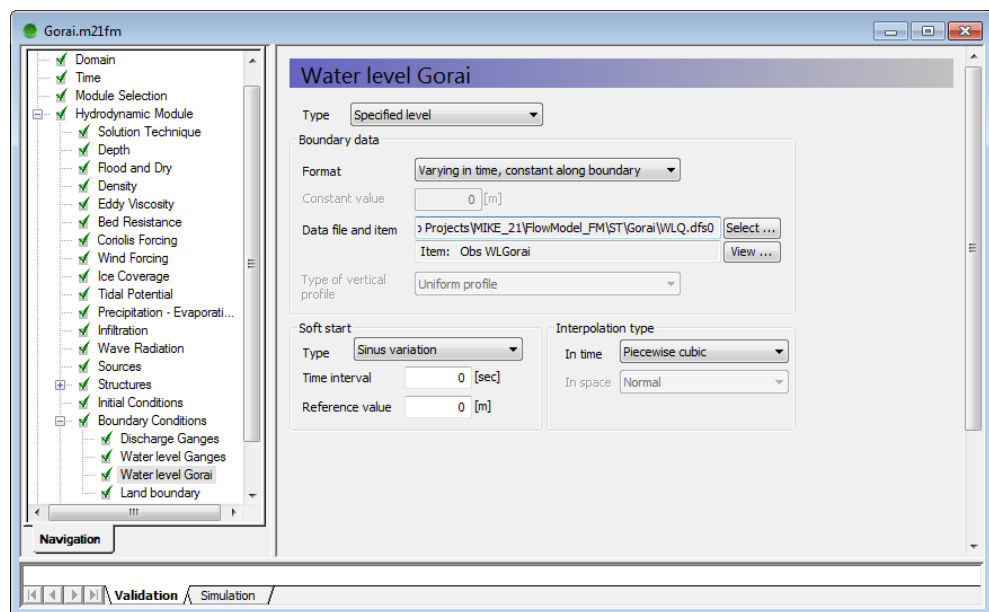 Gorai.m21fm
Domain
Time
Module Selection
Hydrodynamic Module
Solution Technique
Depth
Flood and Dry
Density
Eddy Viscosity
Bed Resistance
Coriolis Forcing
Wind Forcing
Ice Coverage
Tidal Potential
Precipitation - Evaporati...
Infiltration
Wave Radiation
Sources
Structures
Initial Conditions
Boundary Conditions
Discharge Ganges
Water level Ganges
Water level Gorai
Land boundary
Navigation
Water level Gorai
Type Specified level
Boundary data
Format Varying in time, constant along boundary
Constant value 0 [m]
Data file and item Projects\MIKE_21\FlowModel_FM\ST\Gorai\WLQ.dfs0 Select ...
Item: Obs WLGorai View ...
Type of vertical
profile
Uniform profile
Soft start
Type Sinus variation
Time interval 0 [sec]
Reference value 0 [m]
Interpolation type
In time Piecewise cubic
In space Normal
Validation Simulation